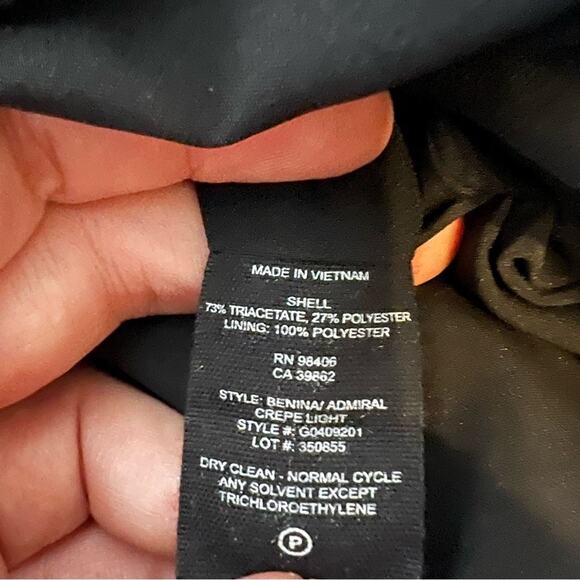 MADE IN VIETNAM
SHELL
73% TRIACETATE, 27% POLYESTER
LINING: 100% POLYESTER
RN 98406
CA 39862
STYLE: BENINA/ ADMIRAL
CREPE LIGHT
STYLE #: G0409201
LOT #: 350855
DRY CLEAN - NORMAL CYCLE
ANY SOLVENT EXCEPT
TRICHLOROETHYLENE
P